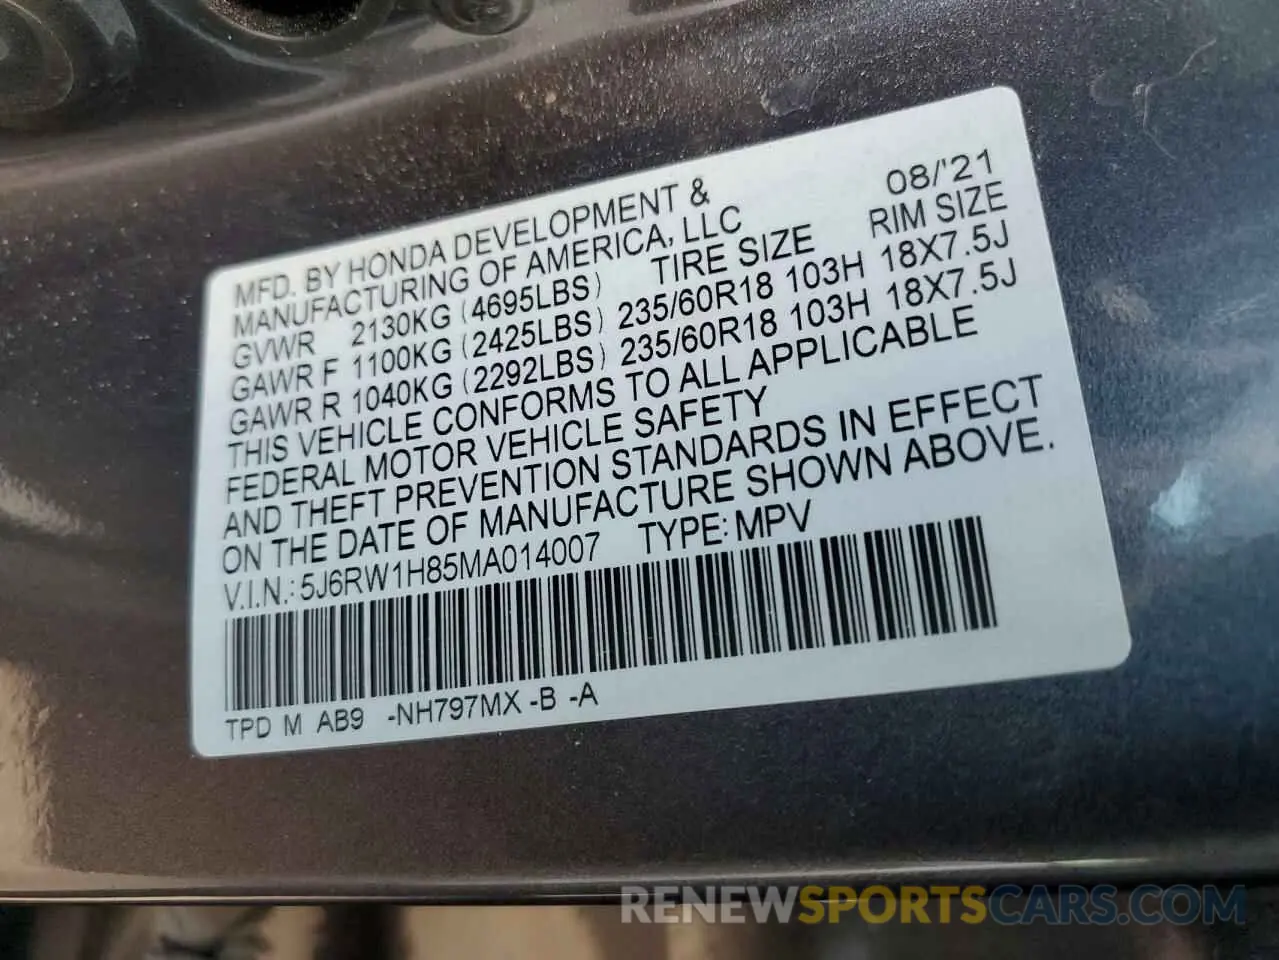 MFD. BY HONDA DEVELOPMENT & 08/'21
MANUFACTURING OF AMERICA, LLC RIM SIZE
GVWR 2130KG (4695LBS) TIRE SIZE
GAWR F 1100KG (2425LBS) 235/60R18 103H 18X7.5J
GAWR R 1040KG (2292LBS) 235/60R18 103H 18X7.5J
THIS VEHICLE CONFORMS TO ALL APPLICABLE
FEDERAL MOTOR VEHICLE SAFETY
AND THEFT PREVENTION STANDARDS IN EFFECT
ON THE DATE OF MANUFACTURE SHOWN ABOVE.
V.I.N.: 5J6RW1H85MA014007 TYPE: MPV
TPD M AB9 -NH797MX -B -A
RENEWSPORTSCARS.COM